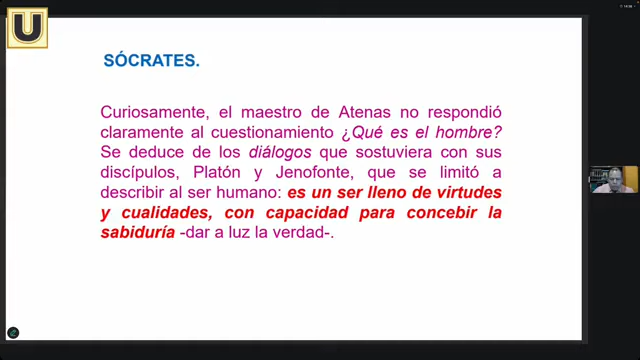 U
SÓCRATES.
Curiosamente, el maestro de Atenas no respondió
claramente al cuestionamiento ¿Qué es el hombre?
Se deduce de los diálogos que sostuviera con sus
discípulos, Platón y Jenofonte, que se limitó a
describir al ser humano: es un ser lleno de virtudes
y cualidades, con capacidad para concebir la
sabiduría -dar a luz la verdad-.